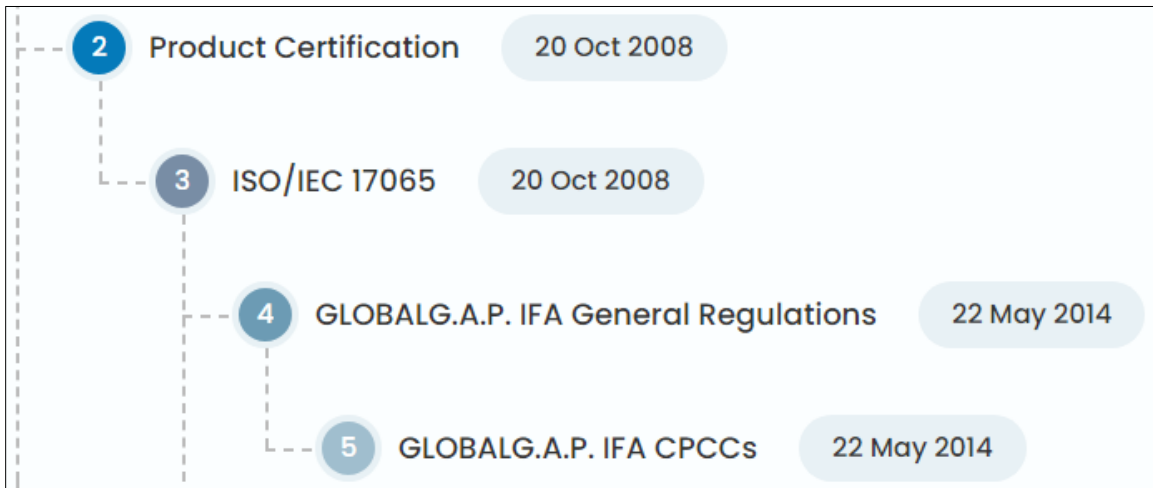 2 Product Certification 20 Oct 2008
3 ISO/IEC 17065 20 Oct 2008
4 GLOBALG.A.P. IFA General Regulations 22 May 2014
5 GLOBALG.A.P. IFA CPCCs 22 May 2014